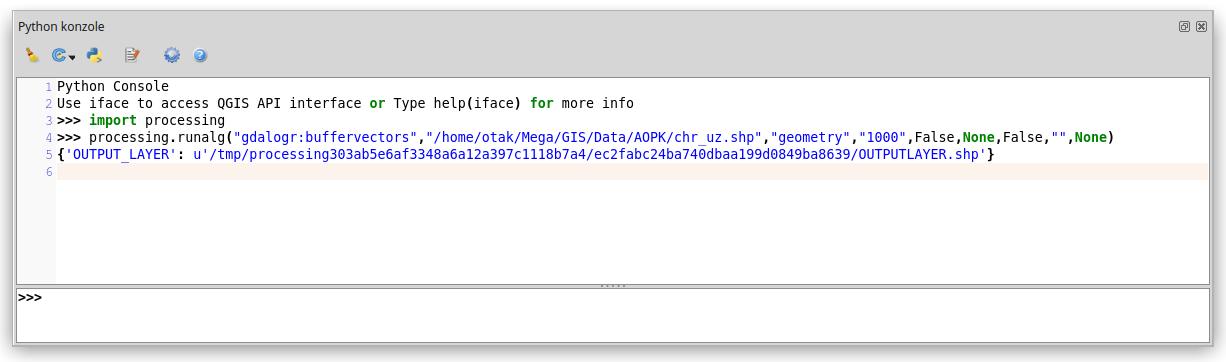 Python konzole
1 Python Console
2 Use iface to access QGIS API interface or Type help(iface) for more info
3 >>> import processing
4 >>> processing.runalg("gdalogr:buffervectors","/home/otak/Mega/GIS/Data/AOPK/chr_uz.shp","geometry","1000",False,None,False,"",None)
5 {'OUTPUT_LAYER': u'/tmp/processing303ab5e6af3348a6a12a397c1118b7a4/ec2fabc24ba740dbaa199d0849ba8639/OUTPUTLAYER.shp'}
6
>>>